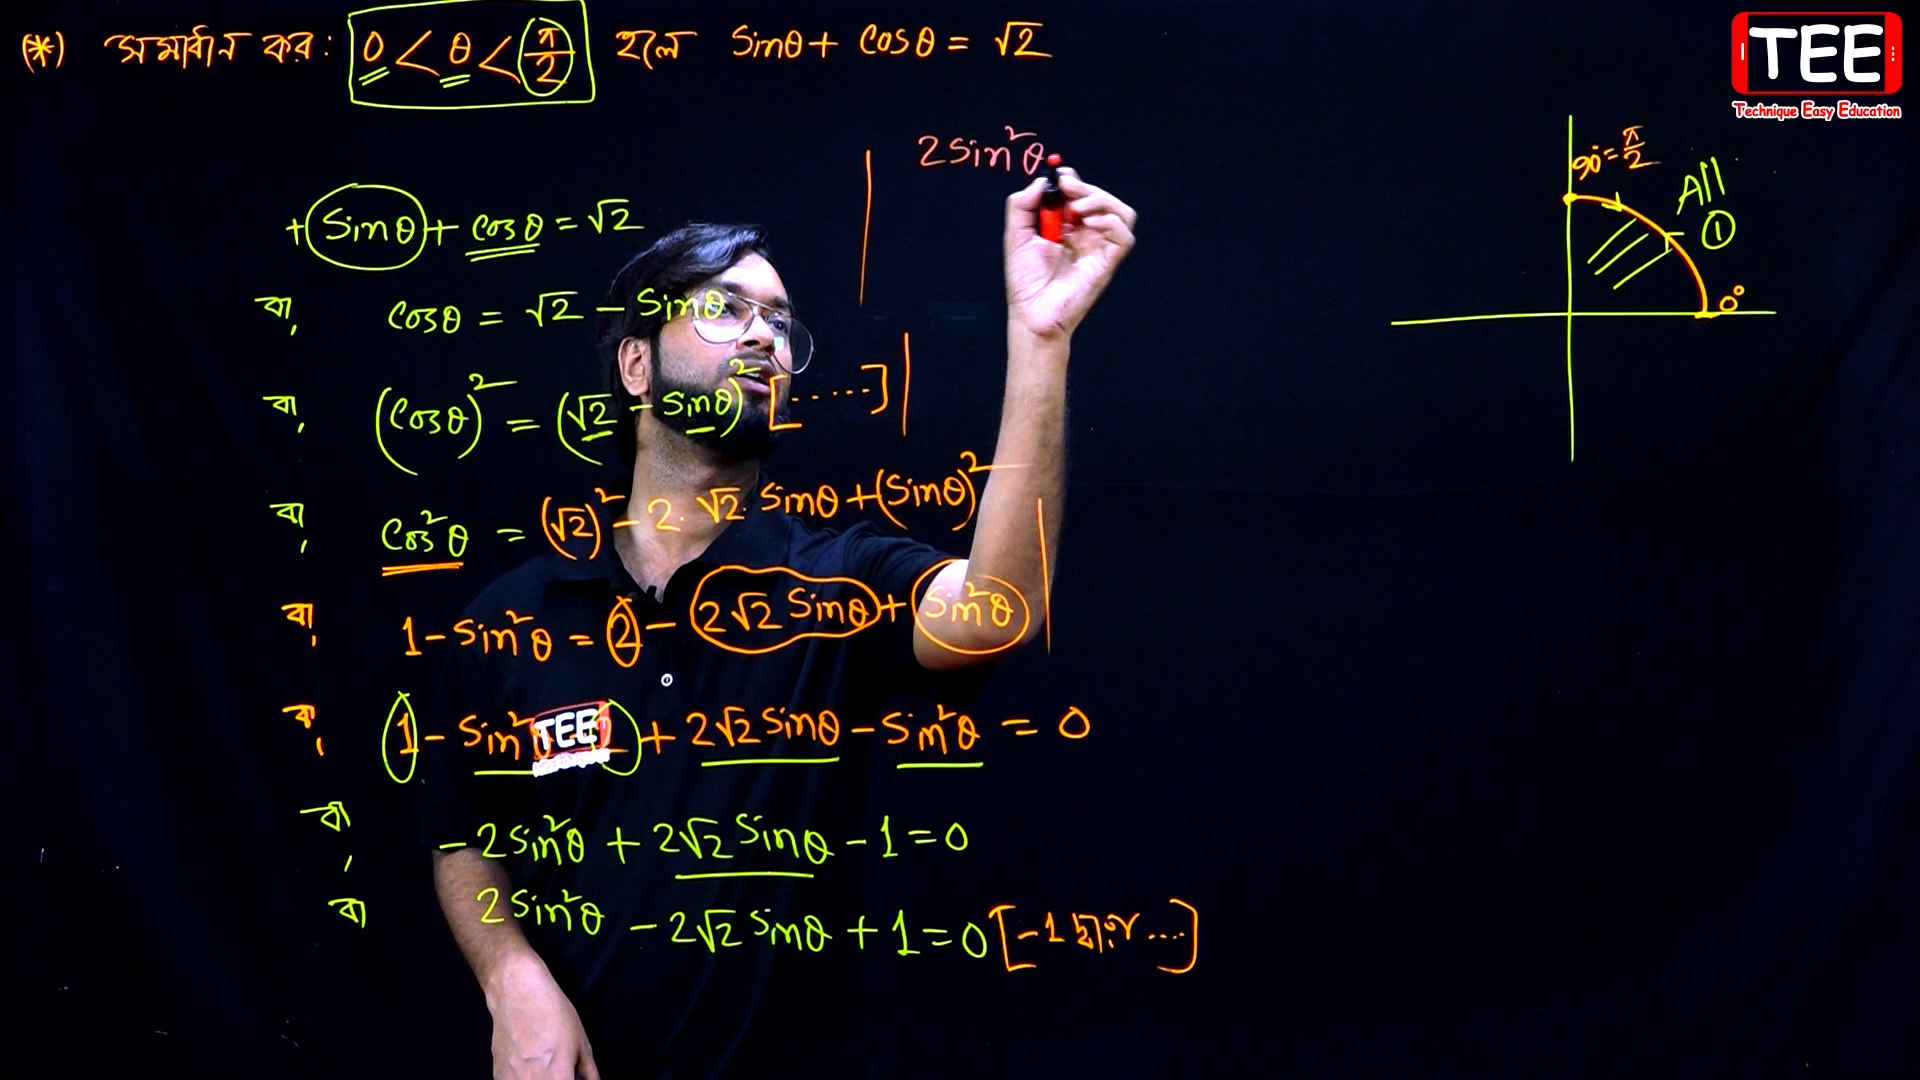 (*) সমাধান কর: 0 < θ < π/2 হলে Sinθ + Cosθ = √2
TEE
Technique Easy Education
2Sin²θ
90° = π/2
All
①
0°
+ Sinθ + Cosθ = √2
বা, Cosθ = √2 - Sinθ
বা, (Cosθ)² = (√2 - Sinθ)² [.....]
বা, Cos²θ = (√2)² - 2.√2. Sinθ + (Sinθ)²
বা, 1 - Sin²θ = 2 - 2√2 Sinθ + Sin²θ
বা, 1 - Sin² TEE + 2√2 Sinθ - Sin²θ = 0
বা, -2Sin²θ + 2√2 Sinθ - 1 = 0
বা 2Sin²θ - 2√2 Sinθ + 1 = 0 [-1 দ্বারা ....]